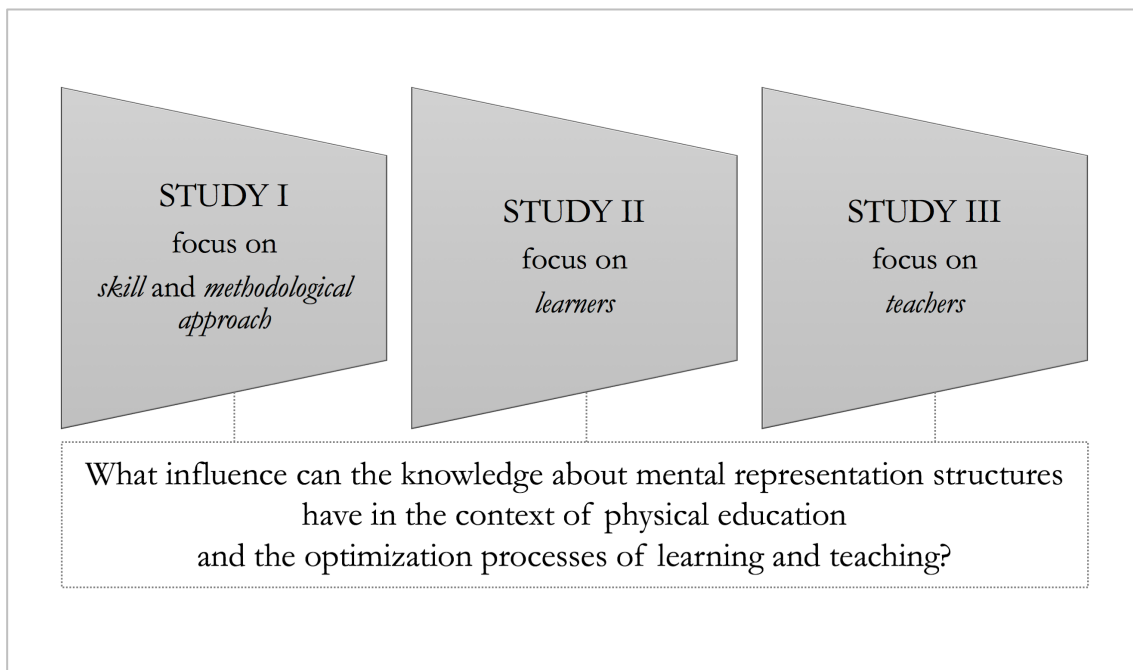 STUDY I
focus on
skill and methodological
approach
STUDY II
focus on
learners
STUDY III
focus on
teachers
What influence can the knowledge about mental representation structures
have in the context of physical education
and the optimization processes of learning and teaching?